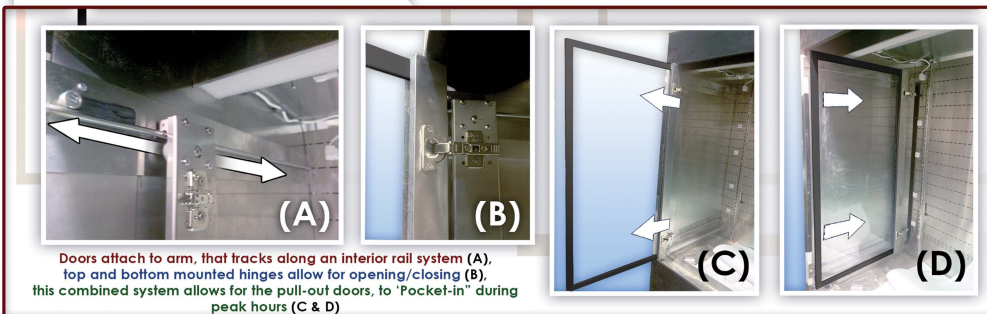 (A)
(B)
(C)
(D)
Doors attach to arm, that tracks along an interior rail system (A),
top and bottom mounted hinges allow for opening/closing (B),
this combined system allows for the pull-out doors, to ‘Pocket-in” during
peak hours (C & D)